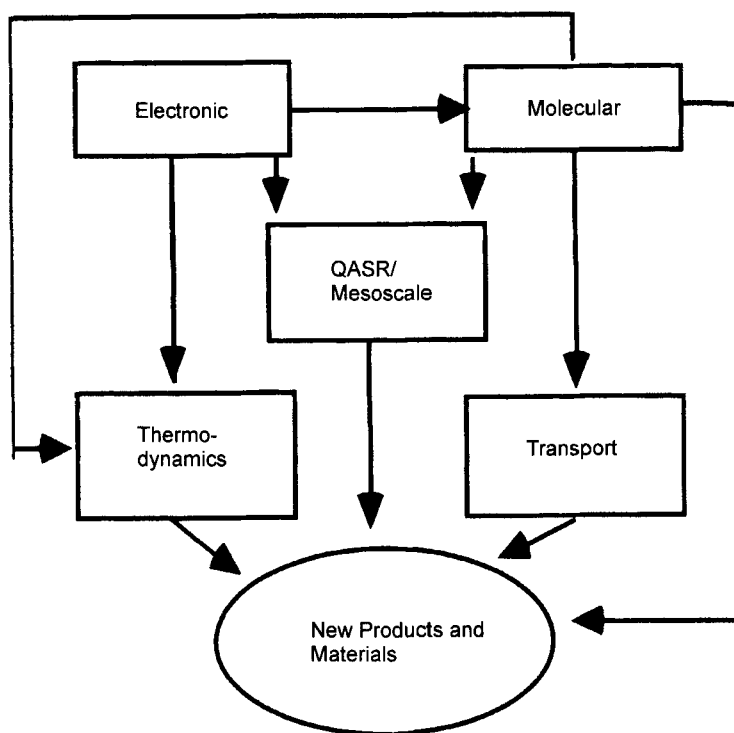 Electronic
Molecular
QASR/
Mesoscale
Thermo-
dynamics
Transport
New Products and
Materials